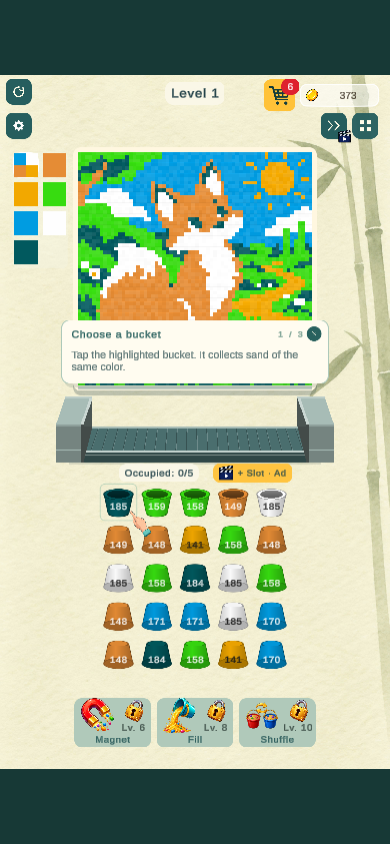 Level 1
6
373
Choose a bucket
1 / 3
Tap the highlighted bucket. It collects sand of the
same color.
Occupied: 0/5
+ Slot · Ad
185 159 158 149 185
149 148 141 158 148
185 158 184 185 158
148 171 171 185 170
148 184 158 141 170
Lv. 6 Lv. 8 Lv. 10
Magnet Fill Shuffle